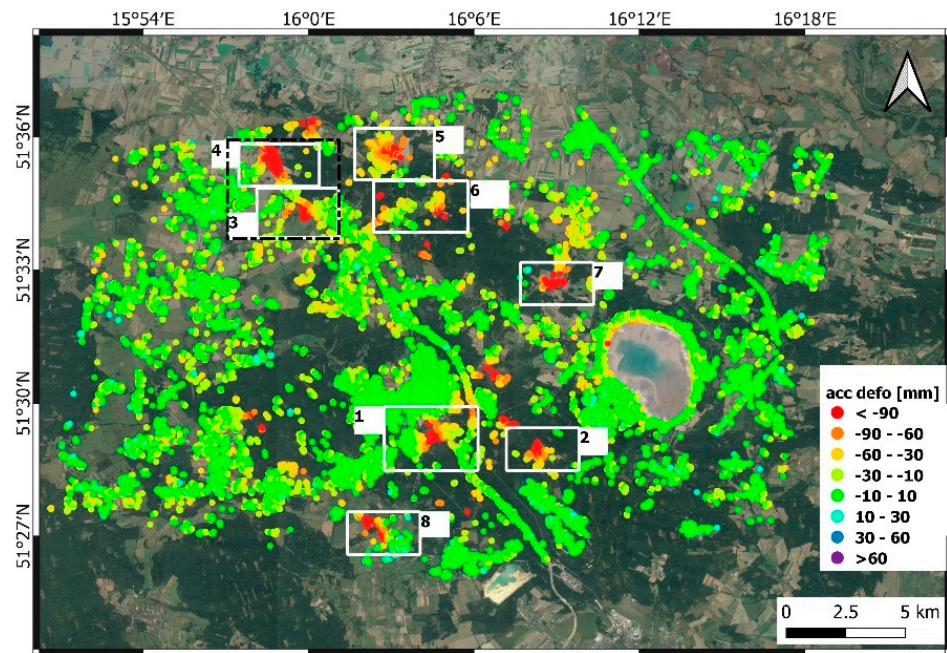 15°54'E 16°0'E 16°6'E 16°12'E 16°18'E
51°36'N
51°33'N
51°30'N
51°27'N
4
5
6
3
7
1
2
8
acc defo [mm]
< -90
-90 - -60
-60 - -30
-30 - -10
-10 - 10
10 - 30
30 - 60
>60
0 2.5 5 km